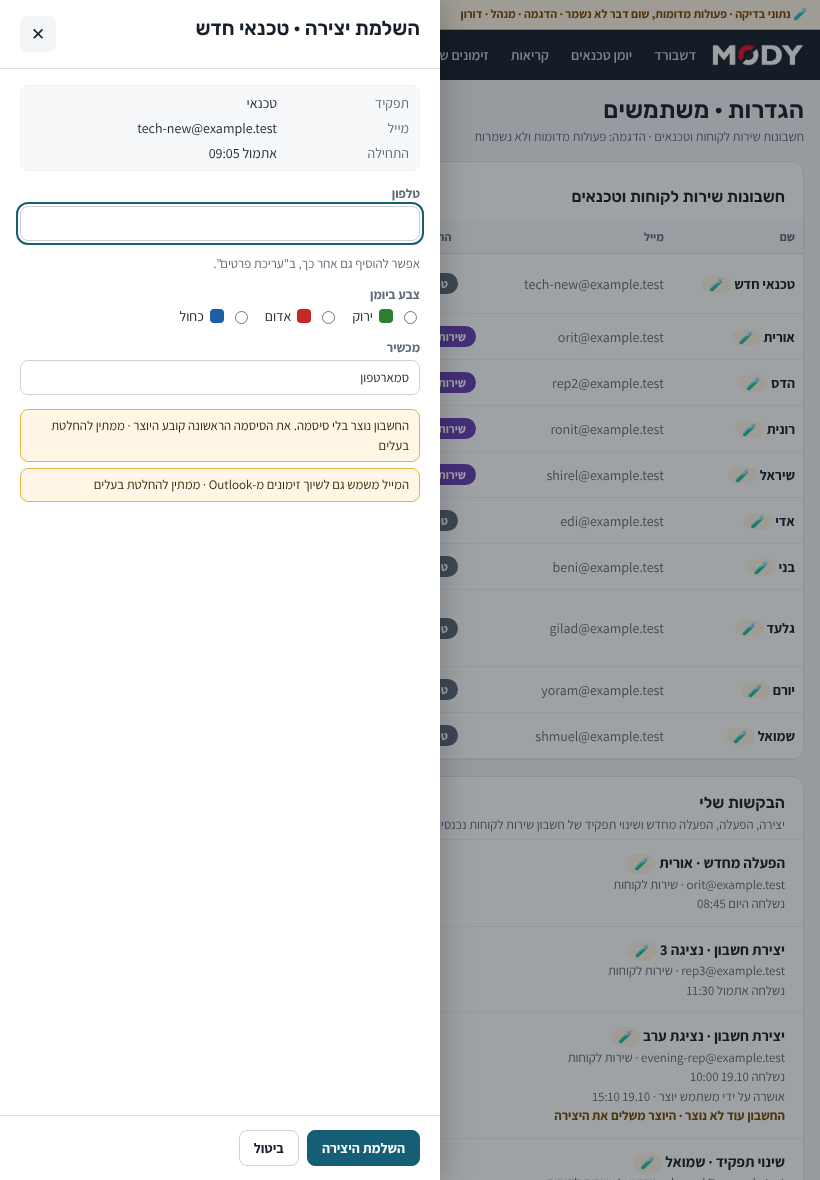 🧪 נתוני בדיקה · פעולות מדומות, שום דבר לא נשמר · הדגמה · מנהל · דורון
MODY
דשבורד
יומן טכנאים
קריאות
הגדרות • משתמשים
חשבונות שירות לקוחות וטכנאים · הדגמה: פעולות מדומות ולא נשמרות
חשבונות שירות לקוחות וטכנאים
שם
מייל
טכנאי חדש 🧪
tech-new@example.test
אורית 🧪
orit@example.test
הדס 🧪
rep2@example.test
רונית 🧪
ronit@example.test
שיראל 🧪
shirel@example.test
אדי 🧪
edi@example.test
בני 🧪
beni@example.test
גלעד 🧪
gilad@example.test
יורם 🧪
yoram@example.test
שמואל 🧪
shmuel@example.test
הבקשות שלי
יצירה, הפעלה, הפעלה מחדש ושינוי תפקיד של חשבון שירות לקוחות
הפעלה מחדש · אורית 🧪
orit@example.test · שירות לקוחות
נשלחה היום 08:45
יצירת חשבון · נציגה 3 🧪
rep3@example.test · שירות לקוחות
נשלחה אתמול 11:30
יצירת חשבון · נציגת ערב 🧪
evening-rep@example.test · שירות לקוחות
נשלחה 19.10 10:00
אושרה על ידי משתמש יוצר · 19.10 15:10
החשבון עוד לא נוצר · היוצר משלים את היצירה
שינוי תפקיד · שמואל 🧪
השלמת יצירה • טכנאי חדש
✕
תפקיד
טכנאי
מייל
tech-new@example.test
התחילה
אתמול 09:05
טלפון
אפשר להוסיף גם אחר כך, ב"עריכת פרטים".
צבע ביומן
ירוק
אדום
כחול
מכשיר
סמארטפון
החשבון נוצר בלי סיסמה. את הסיסמה הראשונה קובע היוצר · ממתין להחלטת
בעלים
המייל משמש גם לשיוך זימונים מ-Outlook · ממתין להחלטת בעלים
השלמת היצירה
ביטול